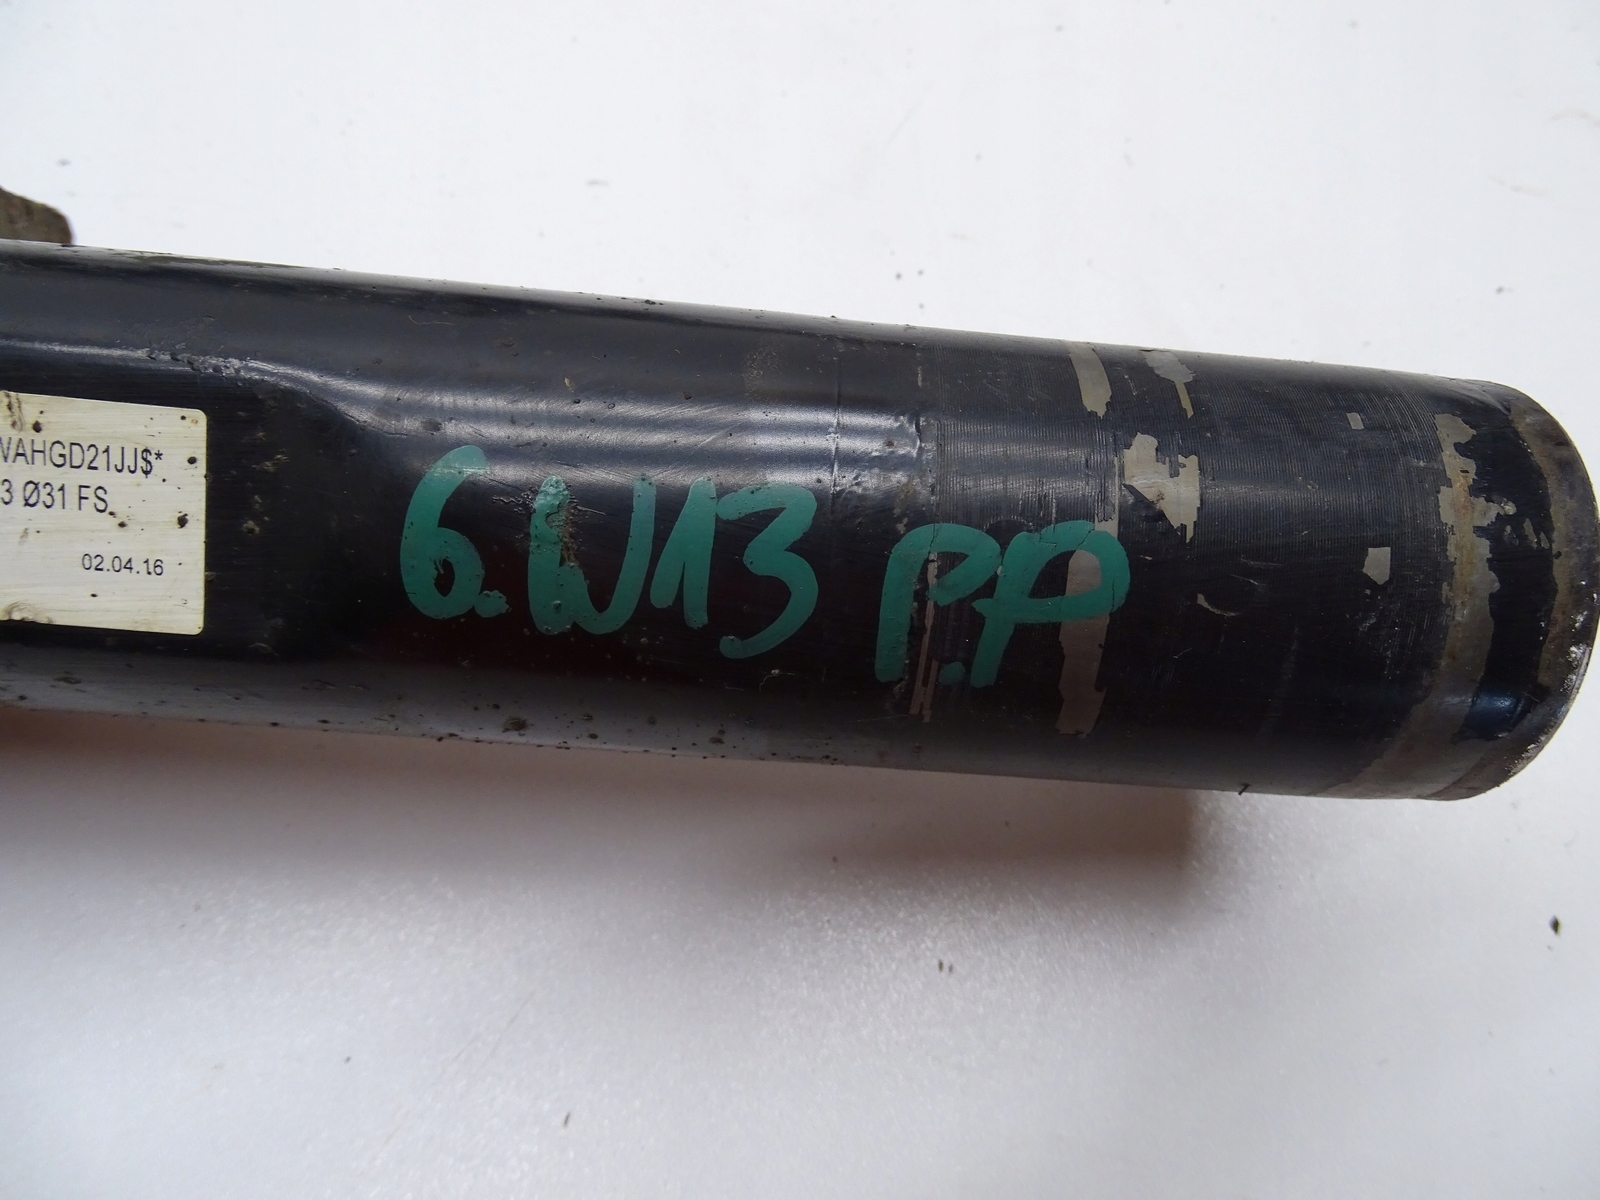 VAHGD21JJ$*
3 Ø31 FS
02.04.16
6.W13 P.P